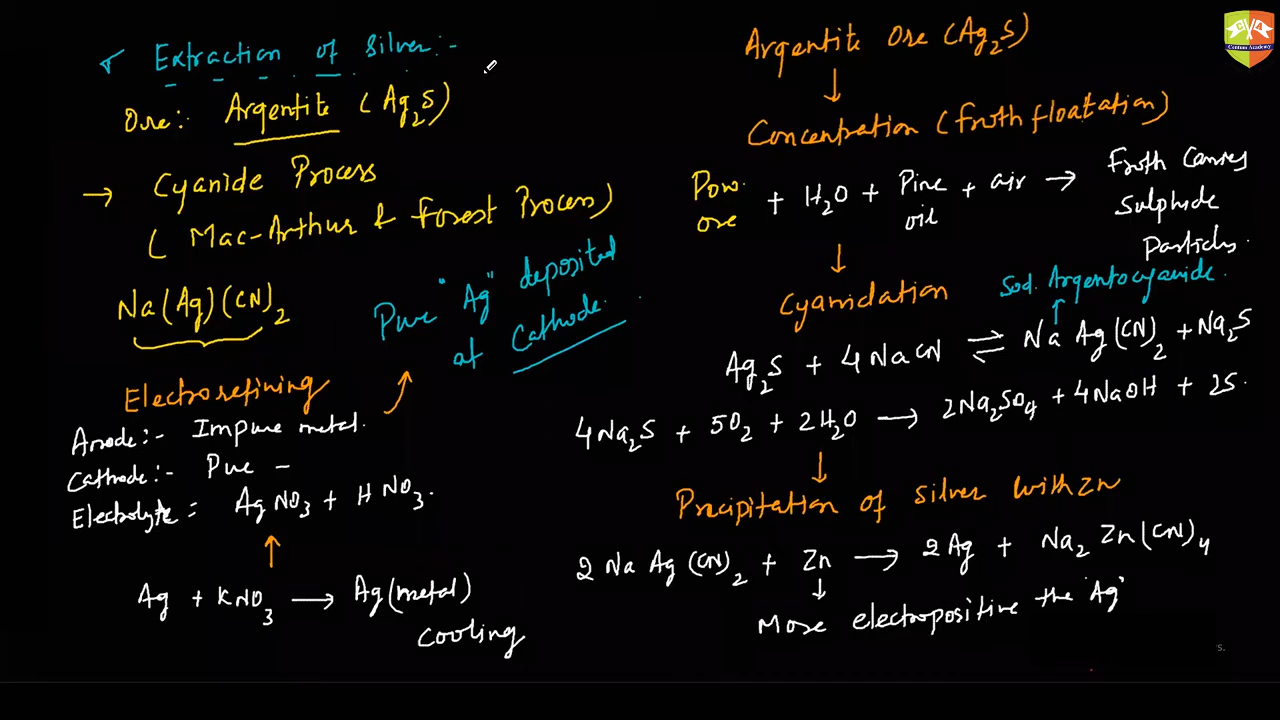 Extraction of silver:-
Ore:- Argentite (Ag2S)
→ Cyanide Process
(Mac-Arthur & Forest Process)
Na(Ag)(CN)2
Pure "Ag" deposited
at Cathode.
Electrorefining
Anode:- Impure metal.
Cathode:- Pure –
Electrolyte = AgNO3 + HNO3.
↑
Ag + KNO3 → Ag(metal)
cooling
Argentite Ore (Ag2S)
↓
Concentration (Froth floatation)
Pow. ore + H2O + Pine oil + air → Froth Carries
Sulphide
Particles.
↓
Cyanidation
Sod. Argentocyanide.
Ag2S + 4NaCN ⇌ NaAg(CN)2 + Na2S
4Na2S + 5O2 + 2H2O → 2Na2SO4 + 4NaOH + 2S.
↓
Precipitation of silver with Zn
2NaAg(CN)2 + Zn → 2Ag + Na2Zn(CN)4
↓
More electropositive the "Ag"
Centum Academy